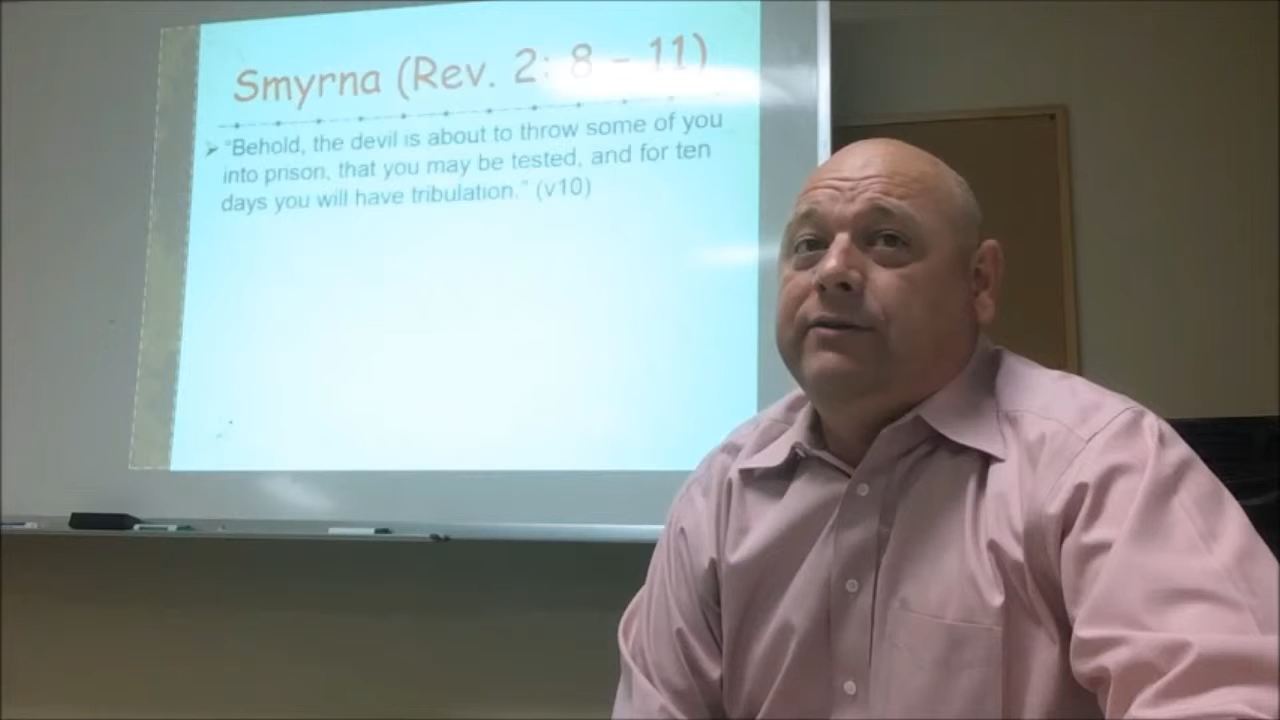 Smyrna (Rev. 2: 8 – 11)
"Behold, the devil is about to throw some of you
into prison, that you may be tested, and for ten
days you will have tribulation." (v10)